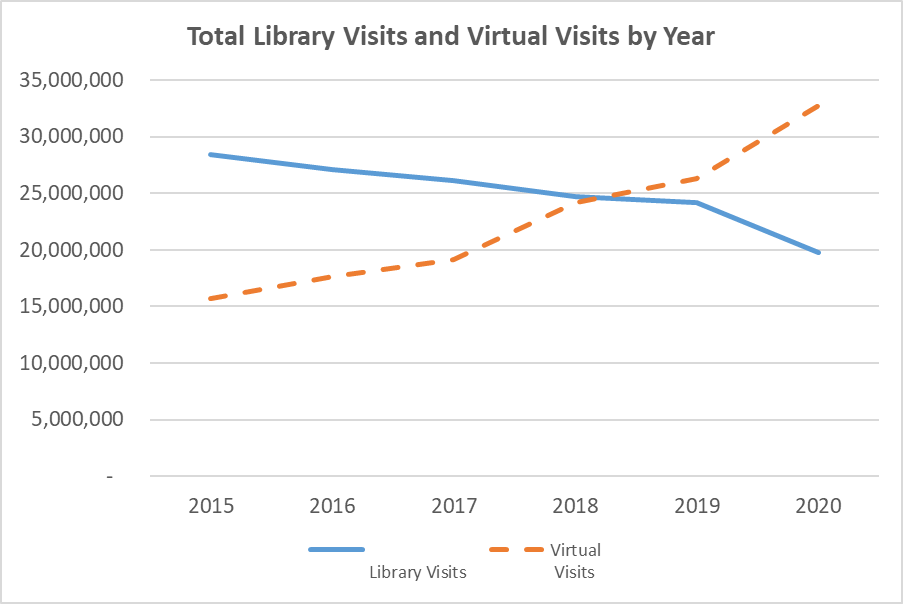 Total Library Visits and Virtual Visits by Year
35,000,000
30,000,000
25,000,000
20,000,000
15,000,000
10,000,000
5,000,000
-
2015 2016 2017 2018 2019 2020
Virtual
Library Visits Visits